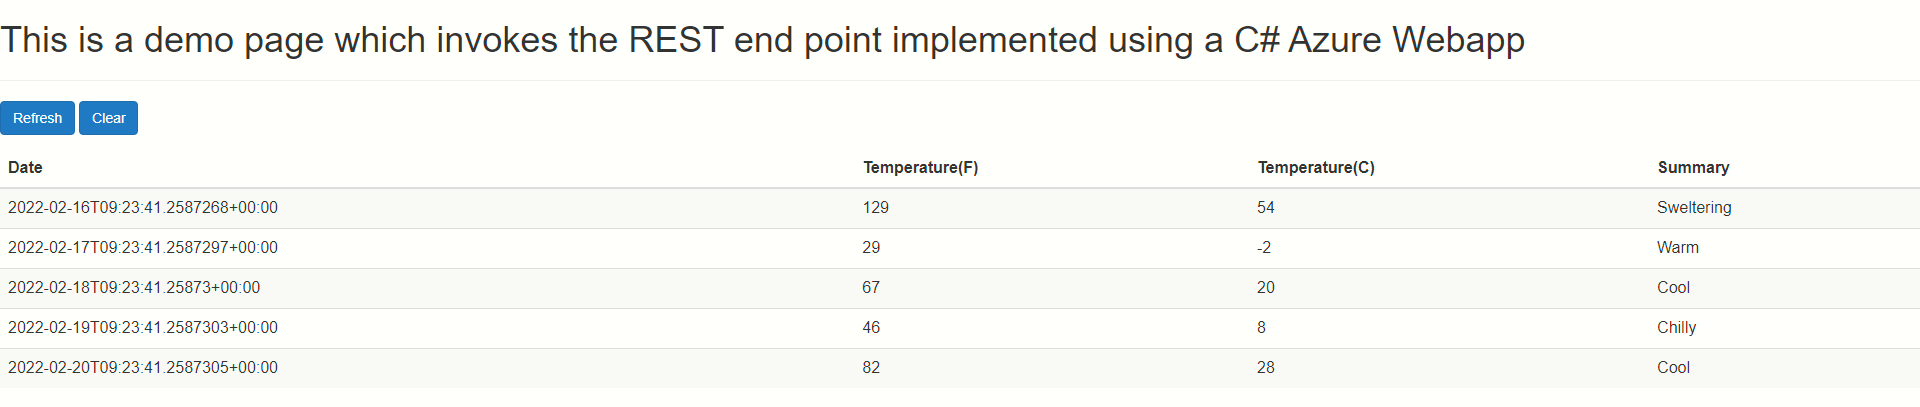 This is a demo page which invokes the REST end point implemented using a C# Azure Webapp
Refresh Clear
Date Temperature(F) Temperature(C) Summary
2022-02-16T09:23:41.2587268+00:00 129 54 Sweltering
2022-02-17T09:23:41.2587297+00:00 29 -2 Warm
2022-02-18T09:23:41.25873+00:00 67 20 Cool
2022-02-19T09:23:41.2587303+00:00 46 8 Chilly
2022-02-20T09:23:41.2587305+00:00 82 28 Cool